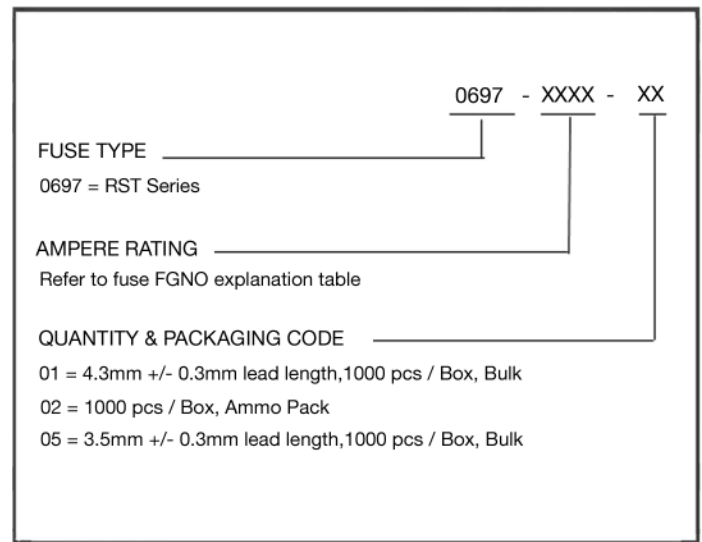 0697 - XXXX - XX
FUSE TYPE
0697 = RST Series
AMPERE RATING
Refer to fuse FGNO explanation table
QUANTITY & PACKAGING CODE
01 = 4.3mm +/- 0.3mm lead length,1000 pcs / Box, Bulk
02 = 1000 pcs / Box, Ammo Pack
05 = 3.5mm +/- 0.3mm lead length,1000 pcs / Box, Bulk